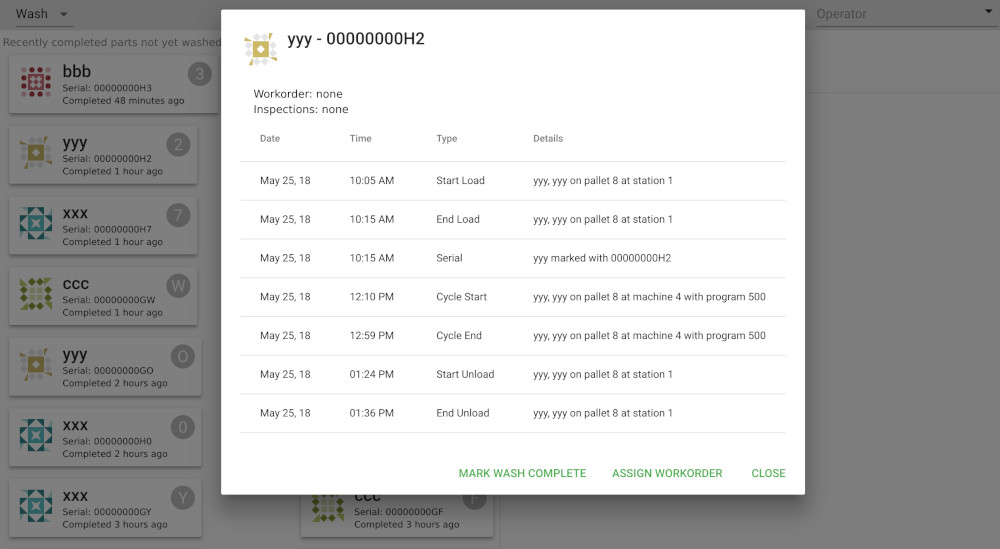 Wash
Operator
Recently completed parts not yet washed
bbb
3
Serial: 00000000H3
Completed 48 minutes ago
yyy
2
Serial: 00000000H2
Completed 1 hour ago
xxx
7
Serial: 00000000H7
Completed 1 hour ago
ccc
W
Serial: 00000000GW
Completed 1 hour ago
yyy
O
Serial: 00000000GO
Completed 2 hours ago
xxx
0
Serial: 00000000H0
Completed 2 hours ago
xxx
Y
Serial: 00000000GY
Completed 3 hours ago
ccc
F
Serial: 00000000GF
Completed 3 hours ago
yyy - 00000000H2
Workorder: none
Inspections: none
Date Time Type Details
May 25, 18 10:05 AM Start Load yyy, yyy on pallet 8 at station 1
May 25, 18 10:15 AM End Load yyy, yyy on pallet 8 at station 1
May 25, 18 10:15 AM Serial yyy marked with 00000000H2
May 25, 18 12:10 PM Cycle Start yyy, yyy on pallet 8 at machine 4 with program 500
May 25, 18 12:59 PM Cycle End yyy, yyy on pallet 8 at machine 4 with program 500
May 25, 18 01:24 PM Start Unload yyy, yyy on pallet 8 at station 1
May 25, 18 01:36 PM End Unload yyy, yyy on pallet 8 at station 1
MARK WASH COMPLETE ASSIGN WORKORDER CLOSE